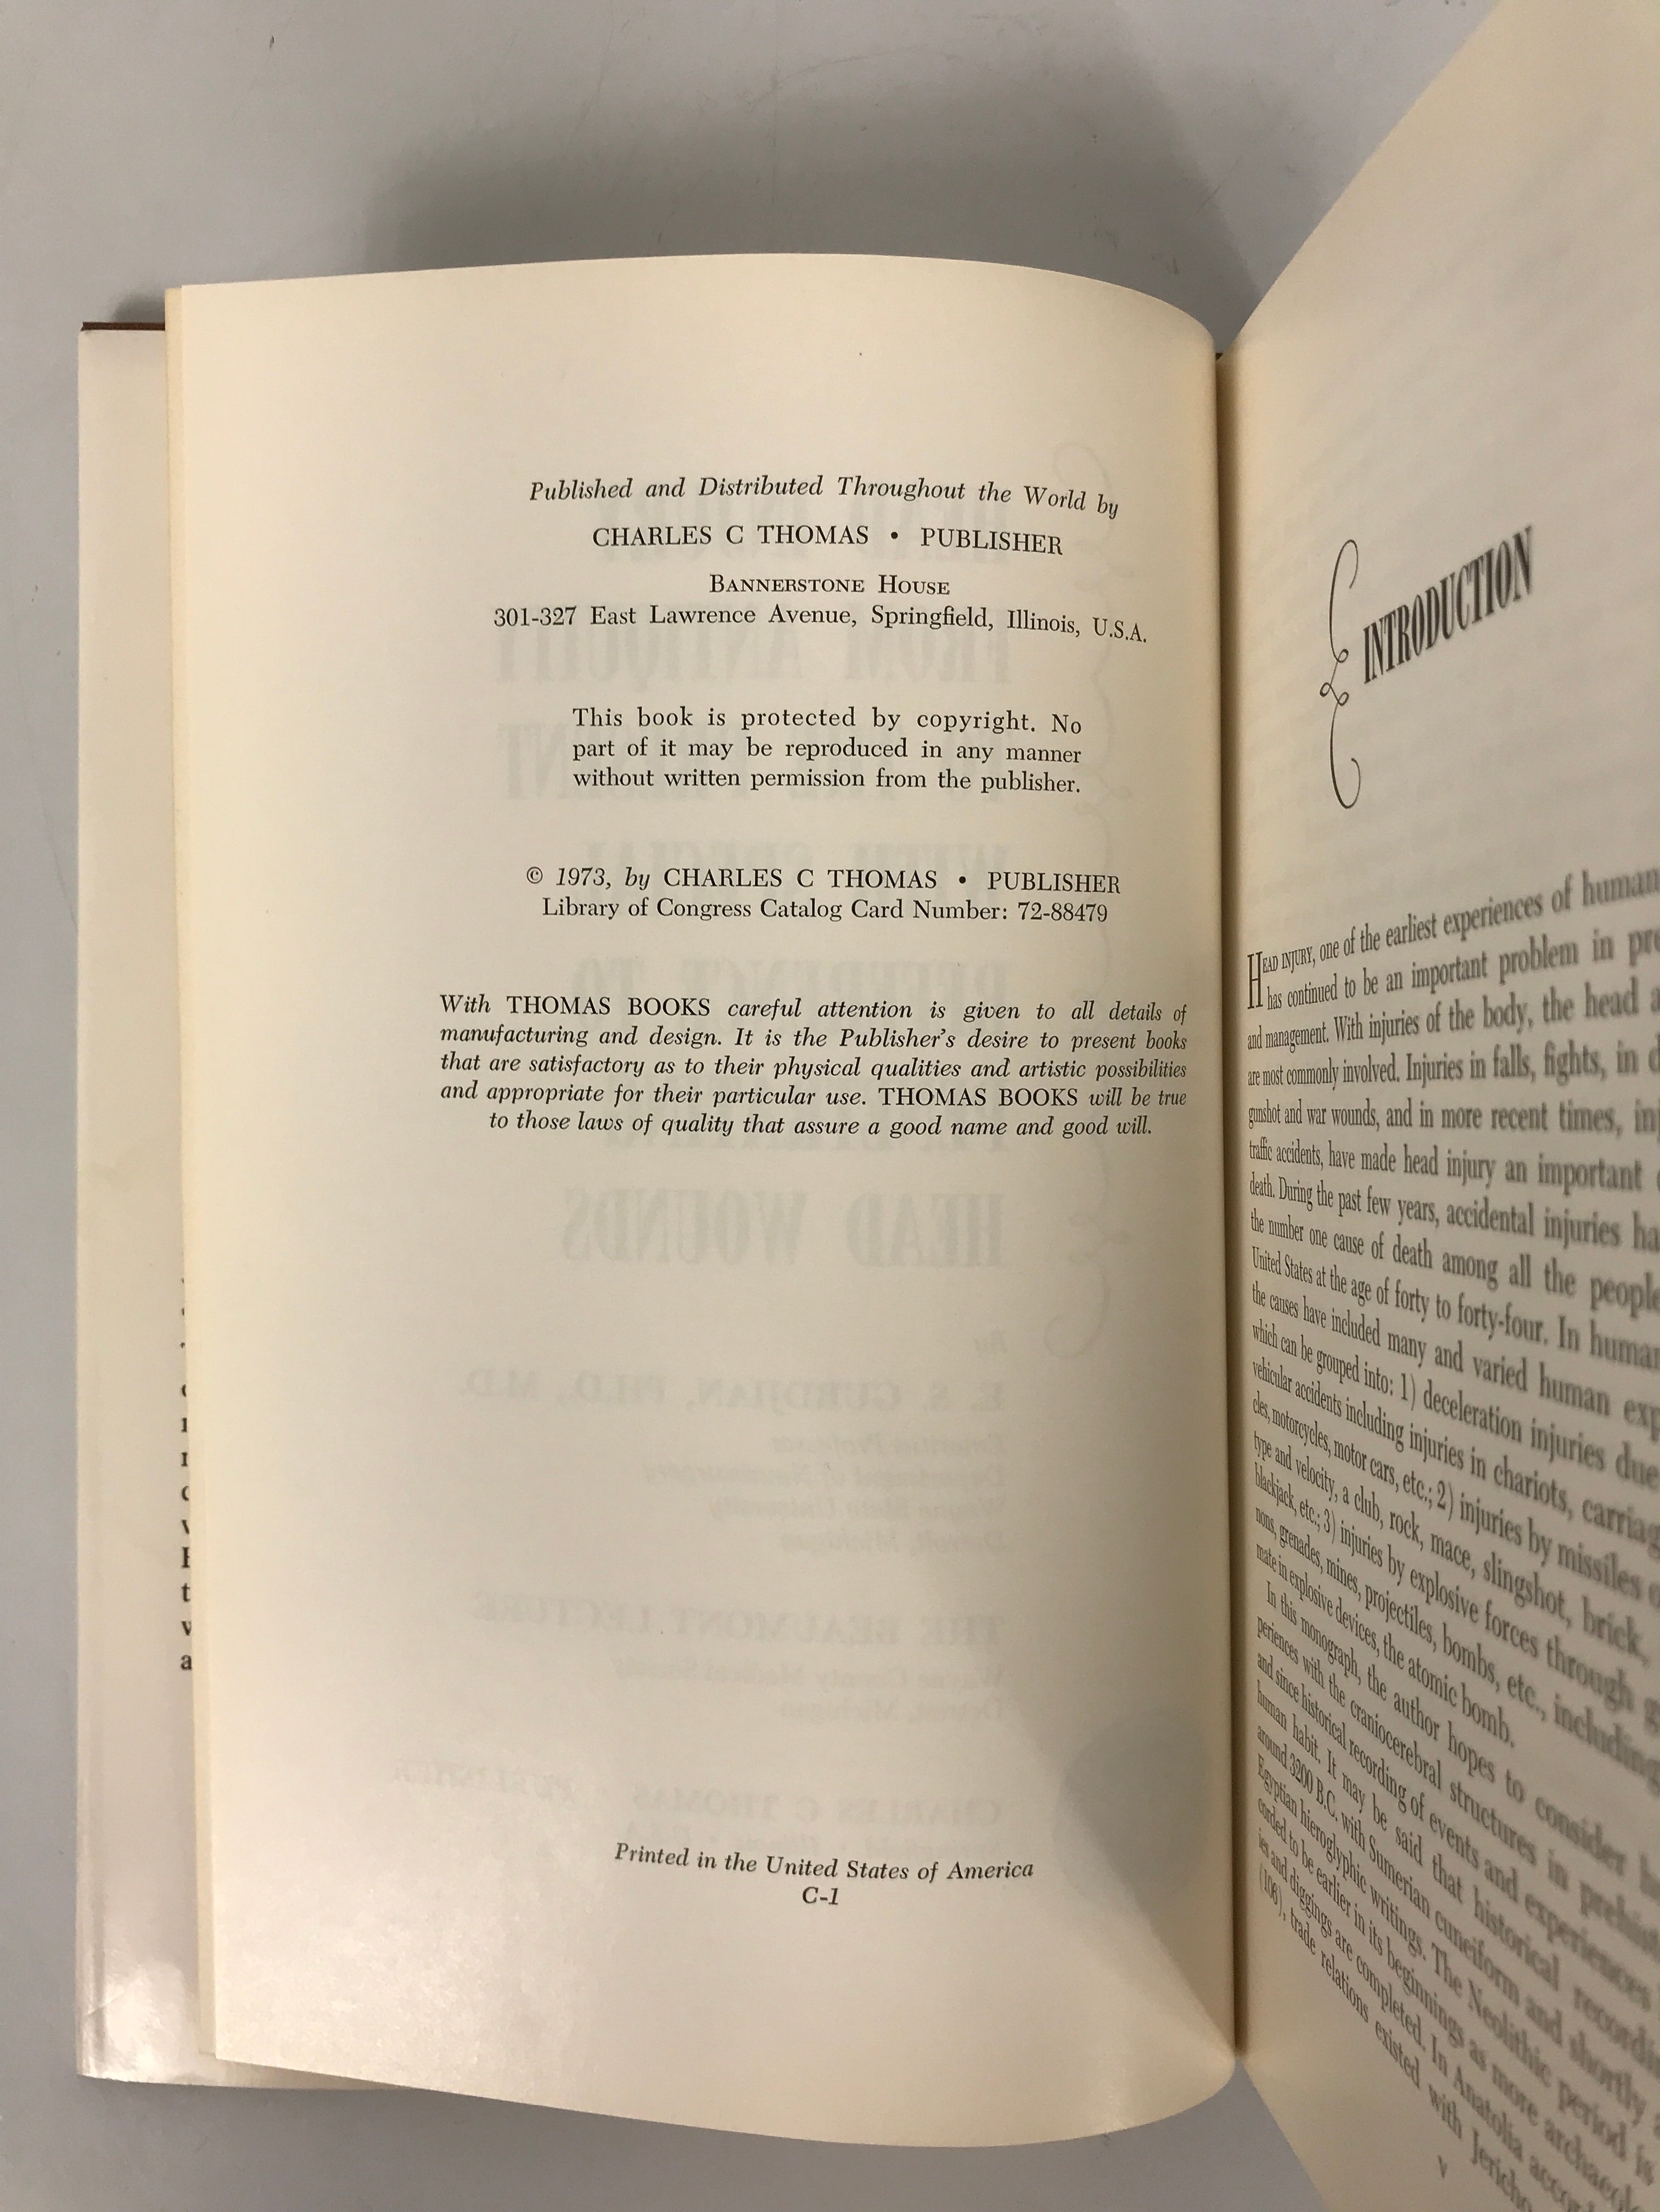 Published and Distributed Throughout the World by
CHARLES C THOMAS • PUBLISHER
BANNERSTONE HOUSE
301-327 East Lawrence Avenue, Springfield, Illinois, U.S.A.
This book is protected by copyright. No
part of it may be reproduced in any manner
without written permission from the publisher.
© 1973, by CHARLES C THOMAS • PUBLISHER
Library of Congress Catalog Card Number: 72-88479
With THOMAS BOOKS careful attention is given to all details of
manufacturing and design. It is the Publisher's desire to present books
that are satisfactory as to their physical qualities and artistic possibilities
and appropriate for their particular use. THOMAS BOOKS will be true
to those laws of quality that assure a good name and good will.
Printed in the United States of America
C-1
INTRODUCTION
HEAD INJURY, one of the earliest experiences of human
has continued to be an important problem in
and management. With injuries of the body, the head
are most commonly involved. Injuries in falls, fights, in
gunshot and war wounds, and in more recent times,
traffic accidents, have made head injury an important
death. During the past few years, accidental injuries
the number one cause of death among all the people
United States at the age of forty to forty-four. In human
the causes have included many and varied human
which can be grouped into: 1) deceleration injuries due
vehicular accidents including injuries in chariots,
cles, motorcycles, motor cars, etc.; 2) injuries by missiles
type and velocity, a club, rock, mace, slingshot, brick,
blackjack, etc.; 3) injuries by explosive forces through
nons, grenades, mines, projectiles, bombs, etc., including
mate in explosive devices, the atomic bomb.
In this monograph, the author hopes to consider
periences with the craniocerebral structures in
and since historical recording of events and experiences
human habit. It may be said that historical
around 3200 B.C. with Sumerian cuneiform and shortly
Egyptian hieroglyphic writings. The Neolithic period is
corded to be earlier in its beginnings as more
ies and diggings are completed. In Anatolia
(106), trade relations existed with Jericho
v